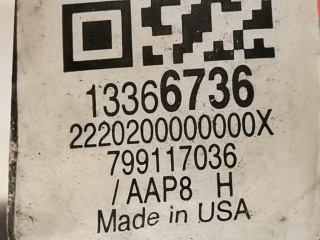 13366736
2220200000000X
799117036
/ AAP8 H
Made in USA